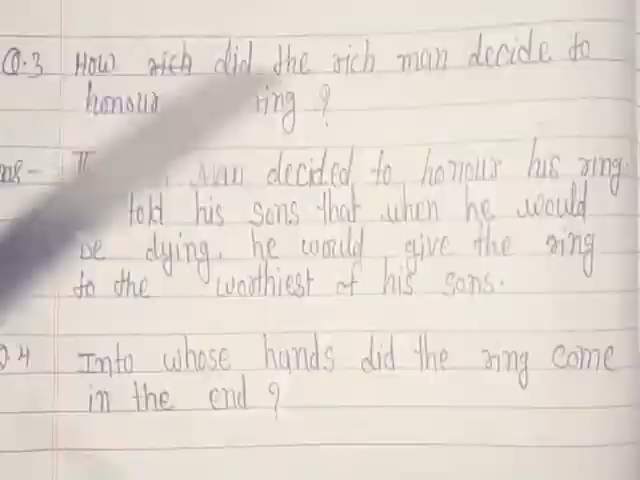 Q.3 How rich did the rich man decide to
honour ring ?
man decided to honour his ring.
told his sons that when he would
be dying, he would give the ring
to the worthiest of his sons.
Q.4 Into whose hands did the ring come
in the end ?